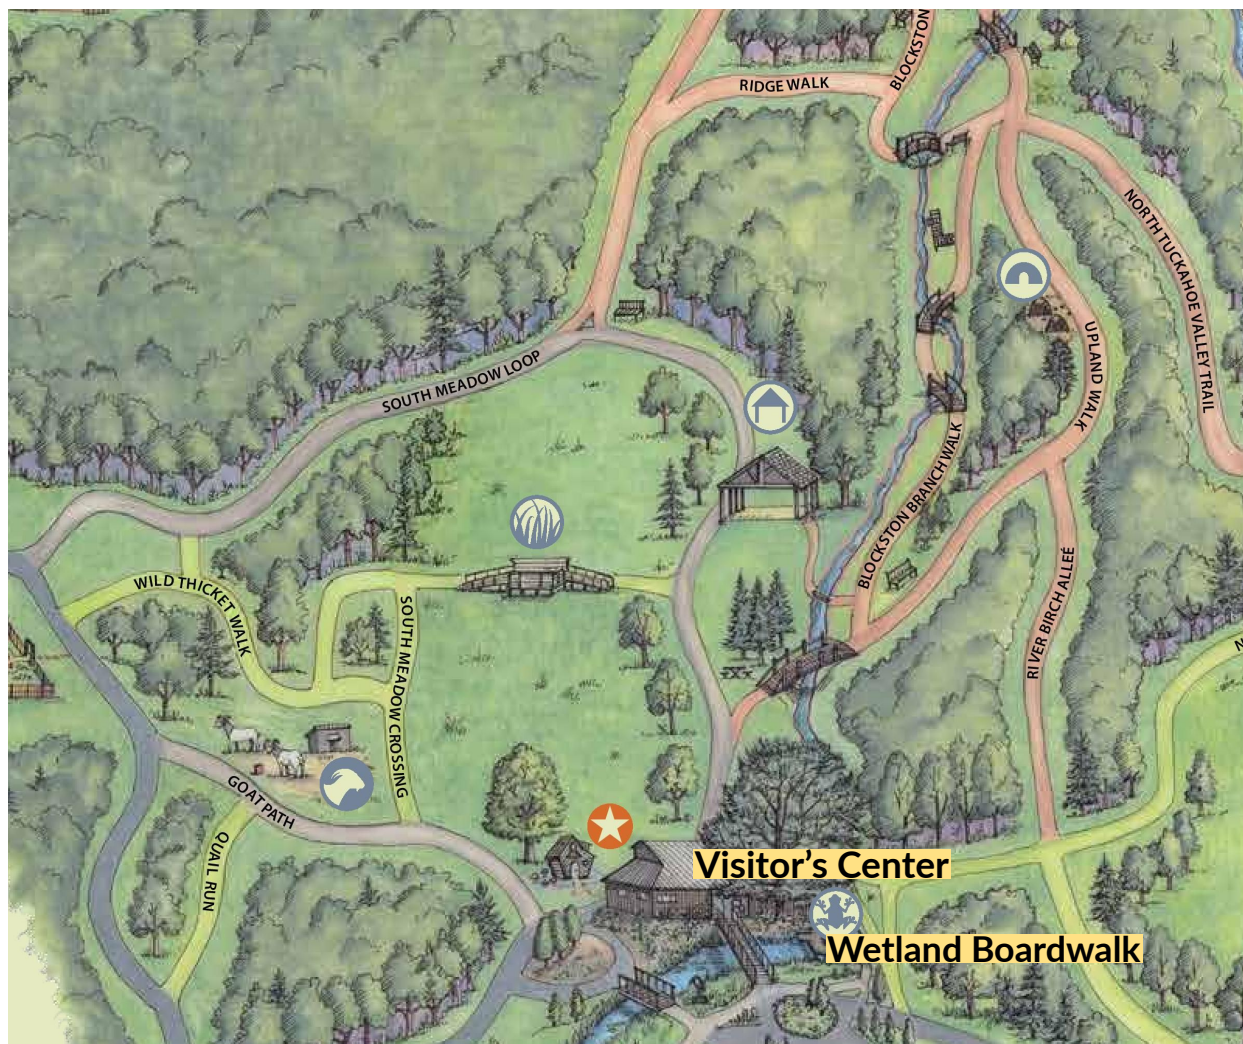 BLOCKSTON
RIDGE WALK
NORTH TUCKAHOE VALLEY TRAIL
UPLAND WALK
SOUTH MEADOW LOOP
BLOCKSTON BRANCH WALK
WILD THICKET WALK
SOUTH MEADOW CROSSING
RIVER BIRCH ALLEÉ
N
GOAT PATH
QUAIL RUN
Visitor's Center
Wetland Boardwalk